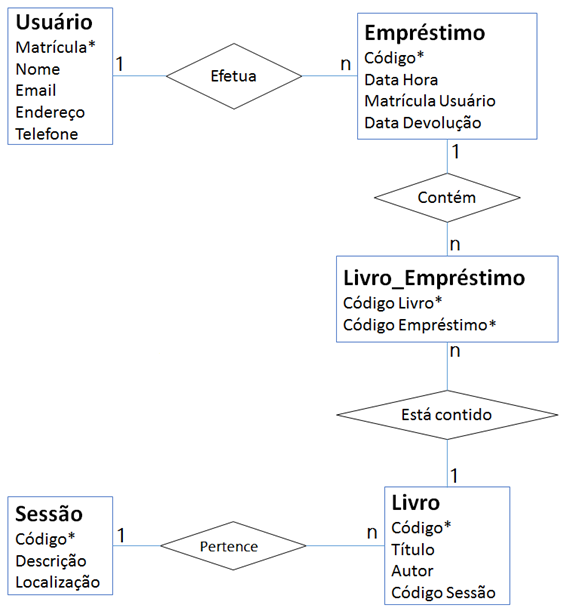 Usuário
Matrícula*
Nome
Email
Endereço
Telefone
1
Efetua
n
Empréstimo
Código*
Data Hora
Matrícula Usuário
Data Devolução
1
Contém
n
Livro_Empréstimo
Código Livro*
Código Empréstimo*
n
Está contido
1
Sessão
Código*
Descrição
Localização
1
Pertence
n
Livro
Código*
Título
Autor
Código Sessão